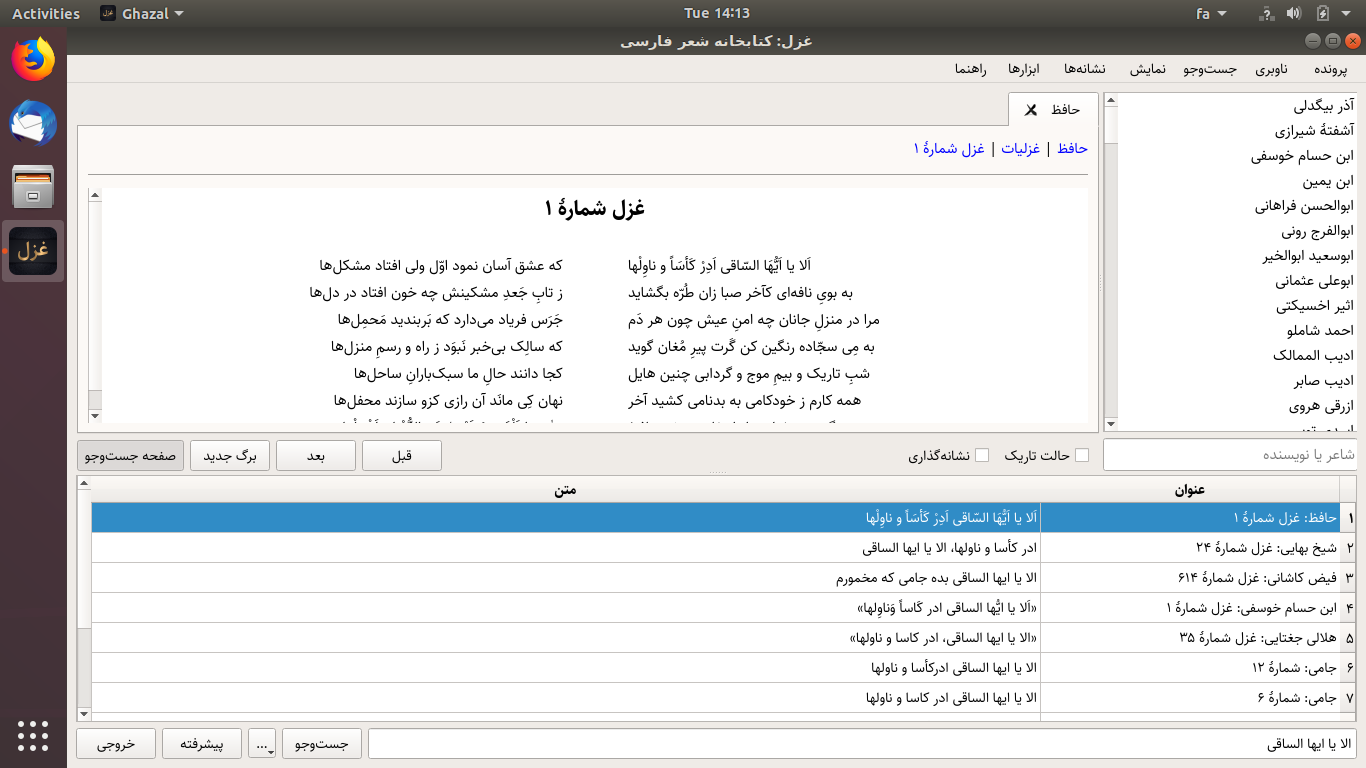 Activities Ghazal Tue 14:13 fa
غزل: کتابخانه شعر فارسی
پرونده ناوبری جست‌وجو نمایش نشانه‌ها ابزارها راهنما
آذر بیگدلی
آشفتهٔ شیرازی
ابن حسام خوسفی
ابن یمین
ابوالحسن فراهانی
ابوالفرج رونی
ابوسعید ابوالخیر
ابوعلی عثمانی
اثیر اخسیکتی
احمد شاملو
ادیب الممالک
ادیب صابر
ازرقی هروی
شاعر یا نویسنده
حافظ
حافظ | غزلیات | غزل شمارهٔ ۱
غزل شمارهٔ ۱
اَلا یا اَیُّهَا السّاقی اَدِرْ کَأسَاً و ناوِلْها که عشق آسان نمود اوّل ولی افتاد مشکل‌ها
به بویِ نافه‌ای کآخر صبا زان طُرّه بگشاید ز تابِ جَعدِ مشکینش چه خون افتاد در دل‌ها
مرا در منزلِ جانان چه امنِ عیش چون هر دَم جَرَس فریاد می‌دارد که بَربندید مَحمِل‌ها
به مِی سجّاده رنگین کن گَرت پیرِ مُغان گوید که سالِک بی‌خبر نَبوَد ز راه و رسمِ منزل‌ها
شبِ تاریک و بیمِ موج و گردابی چنین هایل کجا دانند حالِ ما سبک‌بارانِ ساحل‌ها
همه کارم ز خودکامی به بدنامی کشید آخر نهان کِی مانَد آن رازی کزو سازند محفل‌ها
حالت تاریک نشانه‌گذاری قبل بعد برگ جدید صفحه جست‌وجو
عنوان متن
۱ حافظ: غزل شمارهٔ ۱ اَلا یا اَیُّهَا السّاقی اَدِرْ کَأسَاً و ناوِلْها
۲ شیخ بهایی: غزل شمارهٔ ۲۴ ادر کأسا و ناولها، الا یا ایها الساقی
۳ فیض کاشانی: غزل شمارهٔ ۶۱۴ الا یا ایها الساقی بده جامی که مخمورم
۴ ابن حسام خوسفی: غزل شمارهٔ ۱ «اَلا یا ایُّها الساقی ادر کَاساً وَناوِلها»
۵ هلالی جغتایی: غزل شمارهٔ ۳۵ «الا یا ایها الساقی، ادر کاسا و ناولها»
۶ جامی: شمارهٔ ۱۲ الا یا ایها الساقی ادرکأسا و ناولها
۷ جامی: شمارهٔ ۶ الا یا ایها الساقی ادر کاسا و ناولها
الا یا ایها الساقی جست‌وجو ... پیشرفته خروجی
غزل